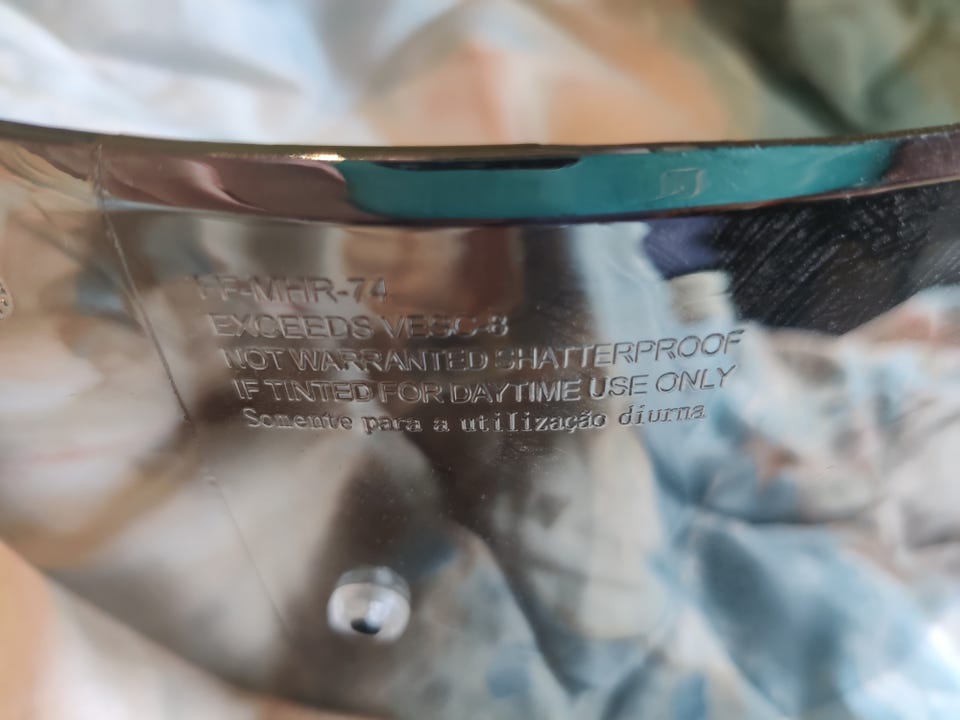 FF-MHR-74
EXCEEDS VESC-8
NOT WARRANTED SHATTERPROOF
IF TINTED FOR DAYTIME USE ONLY
Somente para a utilização diurna